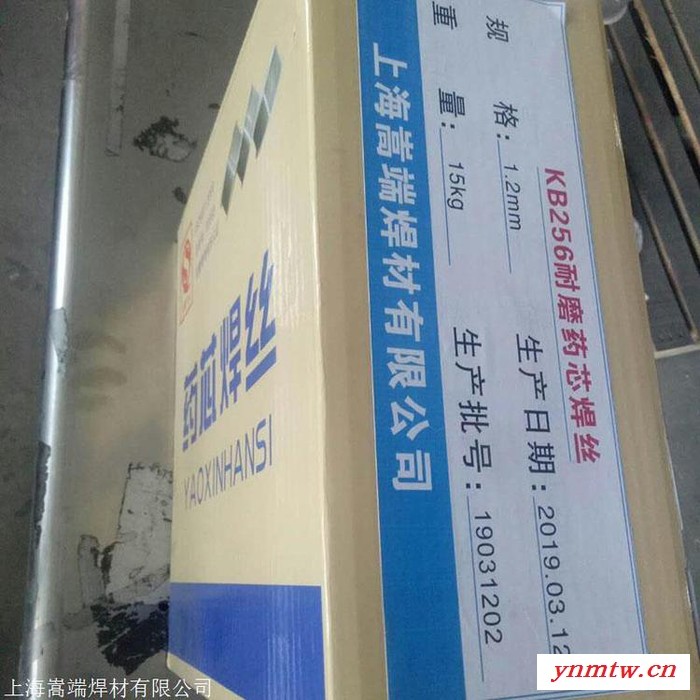 KB256耐磨药芯焊丝
规 格：1.2mm
生产日期：2019.03.12
重 量：15kg
生产批号：19031202
上海嵩端焊材有限公司
药芯焊丝
YAOXINHANSI
上海嵩端焊材有限公司
ynmtw.cn